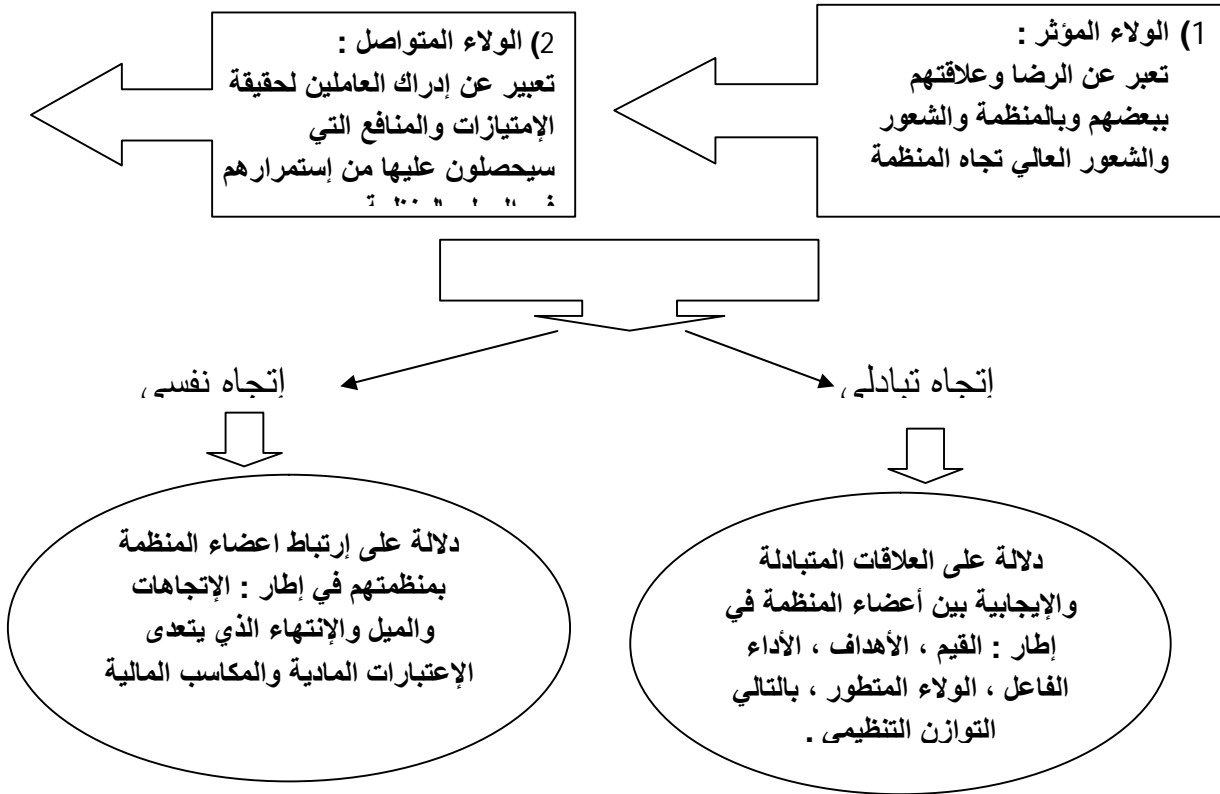 1) الولاء المؤثر :
تعبر عن الرضا وعلاقتهم
ببعضهم وبالمنظمة والشعور
والشعور العالي تجاه المنظمة
2) الولاء المتواصل :
تعبير عن إدراك العاملين لحقيقة
الإمتيازات والمنافع التي
سيحصلون عليها من إستمرارهم
إتجاه تبادلي
إتجاه نفسي
دلالة على العلاقات المتبادلة
والإيجابية بين أعضاء المنظمة في
إطار : القيم ، الأهداف ، الأداء
الفاعل ، الولاء المتطور ، بالتالي
التوازن التنظيمي .
دلالة على إرتباط اعضاء المنظمة
بمنظمتهم في إطار : الإتجاهات
والميل والإنتهاء الذي يتعدى
الإعتبارات المادية والمكاسب المالية